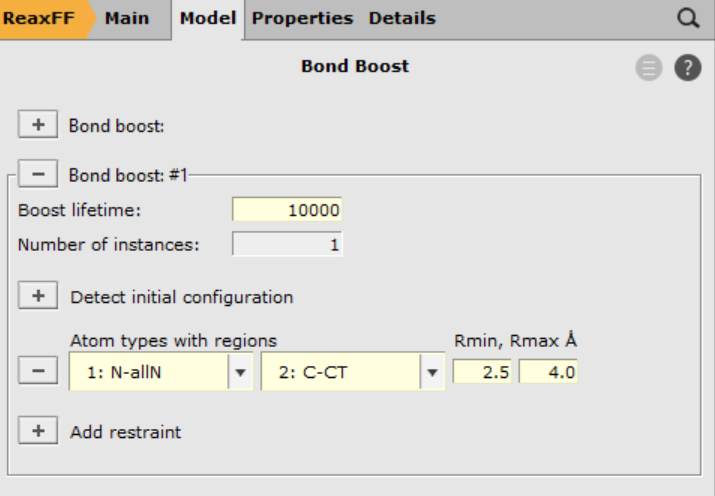 ReaxFF Main Model Properties Details
Bond Boost
+ Bond boost:
− Bond boost: #1
Boost lifetime: 10000
Number of instances: 1
+ Detect initial configuration
Atom types with regions Rmin, Rmax Å
− 1: N-allN 2: C-CT 2.5 4.0
+ Add restraint